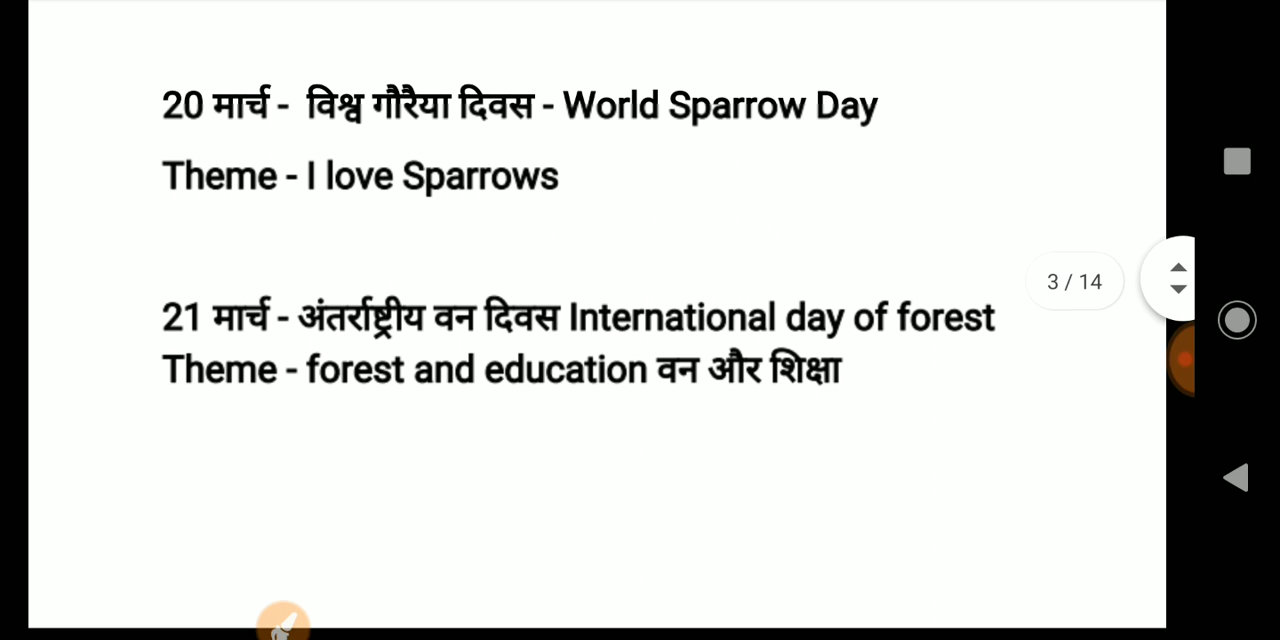 20 मार्च - विश्व गौरैया दिवस - World Sparrow Day
Theme - I love Sparrows
3 / 14
21 मार्च - अंतर्राष्ट्रीय वन दिवस International day of forest
Theme - forest and education वन और शिक्षा